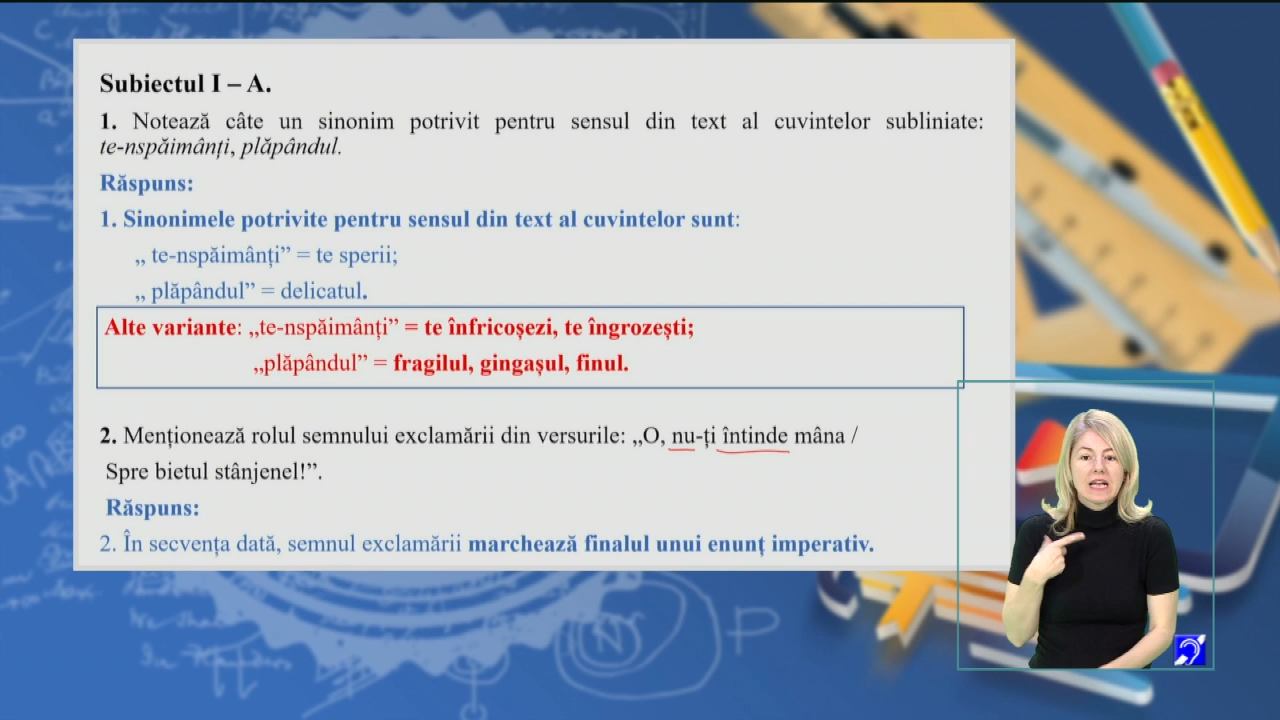 Subiectul I – A.
1. Notează câte un sinonim potrivit pentru sensul din text al cuvintelor subliniate:
te-nspăimânți, plăpândul.
Răspuns:
1. Sinonimele potrivite pentru sensul din text al cuvintelor sunt:
„ te-nspăimânți” = te sperii;
„ plăpândul” = delicatul.
Alte variante: „te-nspăimânți” = te înfricoșezi, te îngrozești;
„plăpândul” = fragilul, gingașul, finul.
2. Menționează rolul semnului exclamării din versurile: „O, nu-ți întinde mâna /
Spre bietul stânjenel!”.
Răspuns:
2. În secvența dată, semnul exclamării marchează finalul unui enunț imperativ.
N
P